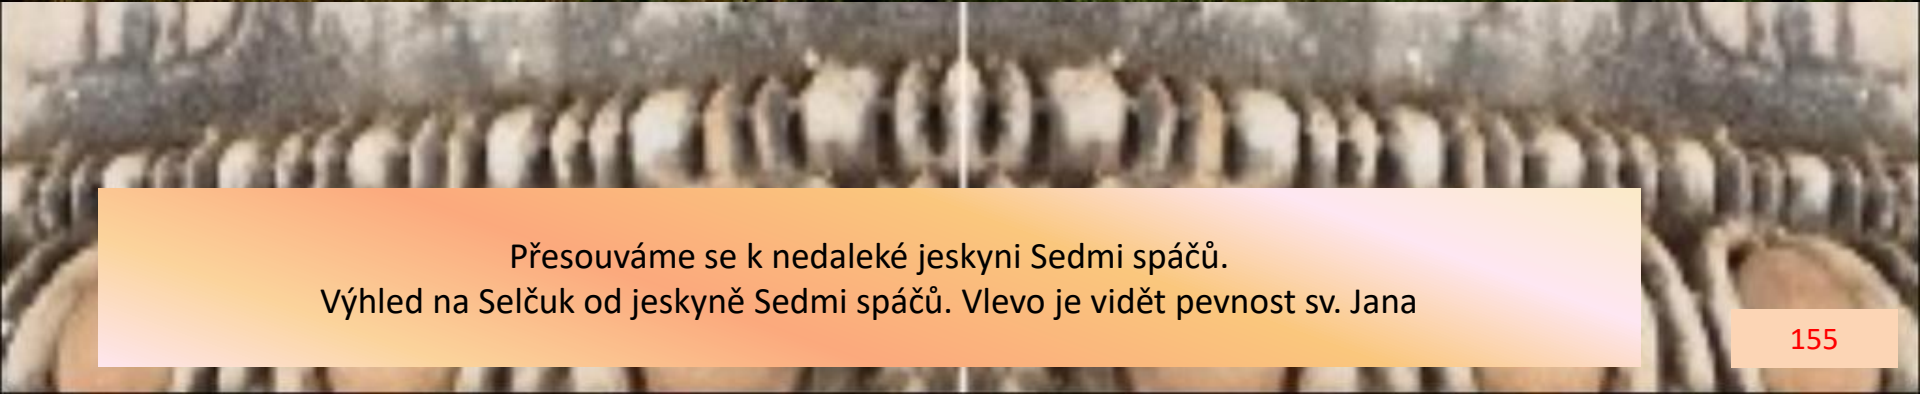 Přesouváme se k nedaleké jeskyni Sedmi spáčů.
Výhled na Selčuk od jeskyně Sedmi spáčů. Vlevo je vidět pevnost sv. Jana
155